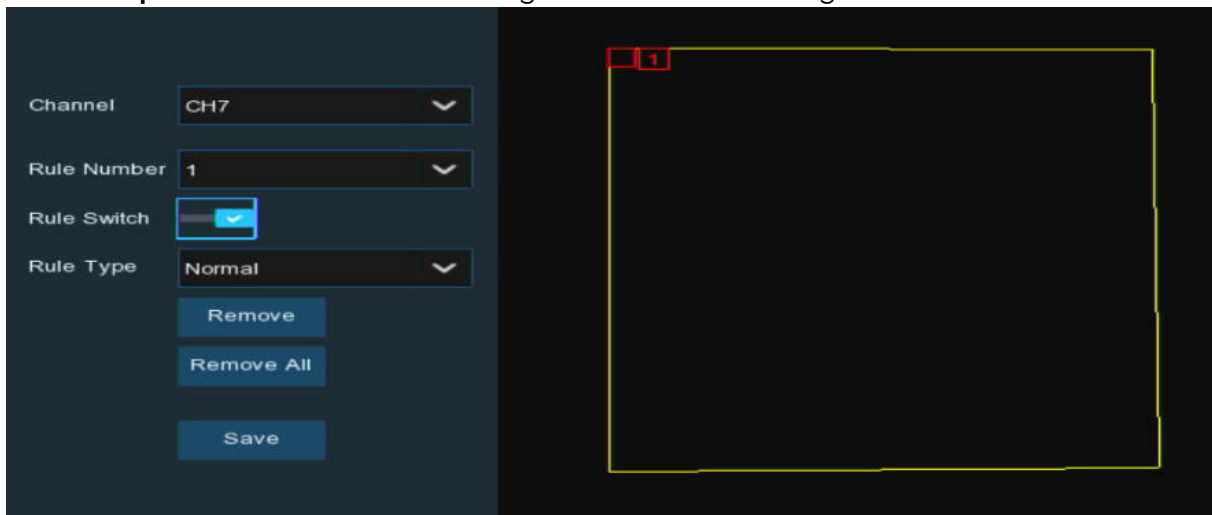 Channel CH7
Rule Number 1
Rule Switch
Rule Type Normal
Remove
Remove All
Save
1